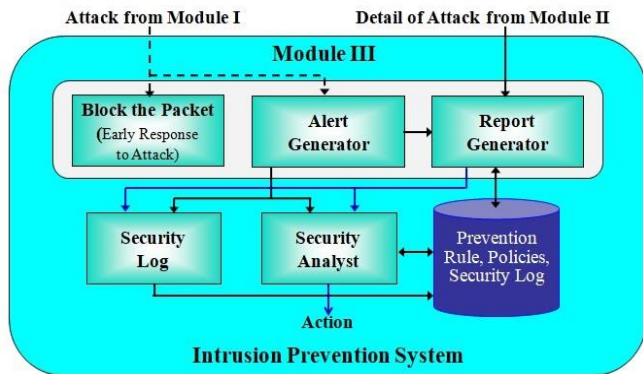 Attack from Module I
Detail of Attack from Module II
Module III
Block the Packet
(Early Response
to Attack)
Alert
Generator
Report
Generator
Security
Log
Security
Analyst
Prevention
Rule, Policies,
Security Log
Action
Intrusion Prevention System